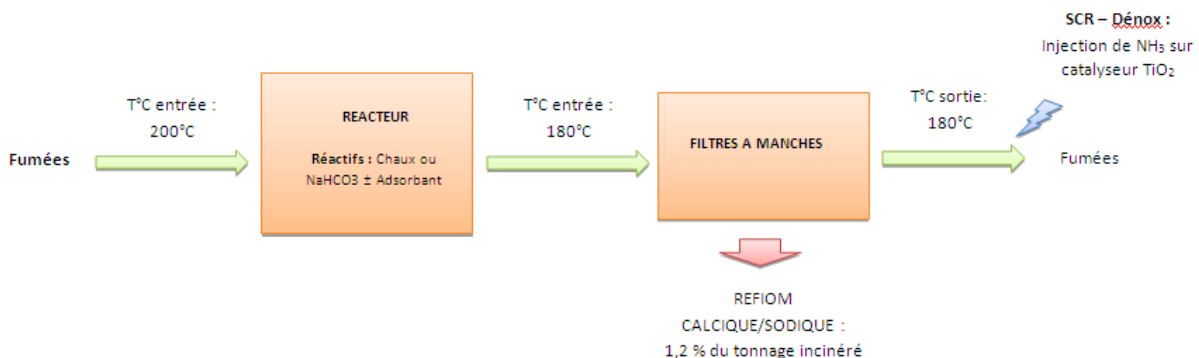 Fumées
T°C entrée :
200°C
REACTEUR
Réactifs : Chaux ou
NaHCO3 ± Adsorbant
T°C entrée :
180°C
FILTRES A MANCHES
REFIOM
CALCIQUE/SODIQUE :
1,2 % du tonnage incinéré
T°C sortie:
180°C
SCR – Dénox :
Injection de NH₃ sur
catalyseur TiO₂
Fumées